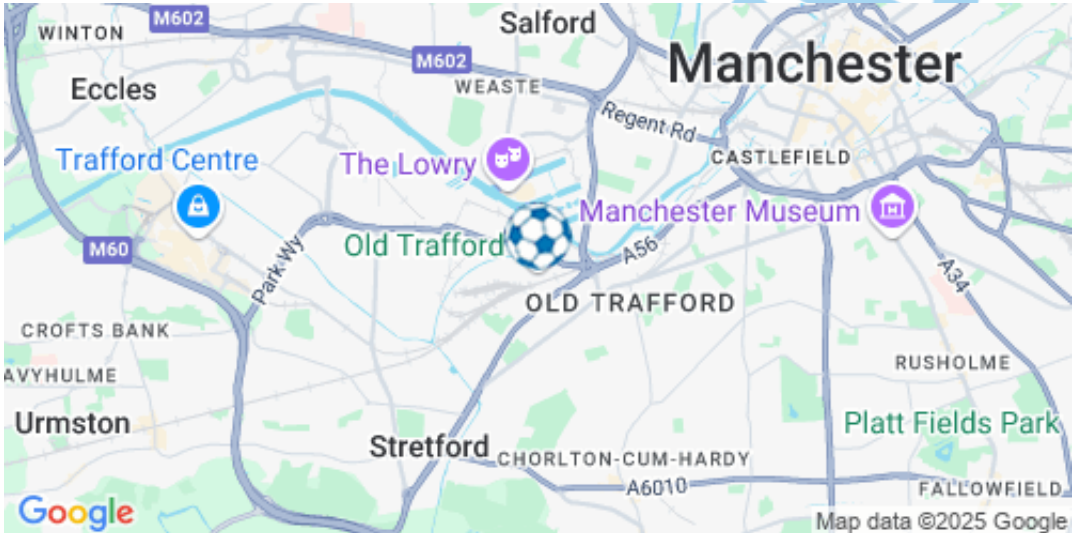 M602
WINTON
Salford
Manchester
M602
WEASTE
Eccles
Regent Rd
Trafford Centre
The Lowry
CASTLEFIELD
Manchester Museum
M60
Old Trafford
A56
Park Wy
A34
OLD TRAFFORD
CROFTS BANK
RUSHOLME
AVYHULME
Urmston
Platt Fields Park
Stretford
CHORLTON-CUM-HARDY
A6010
FALLOWFIELD
Google
Map data ©2025 Google